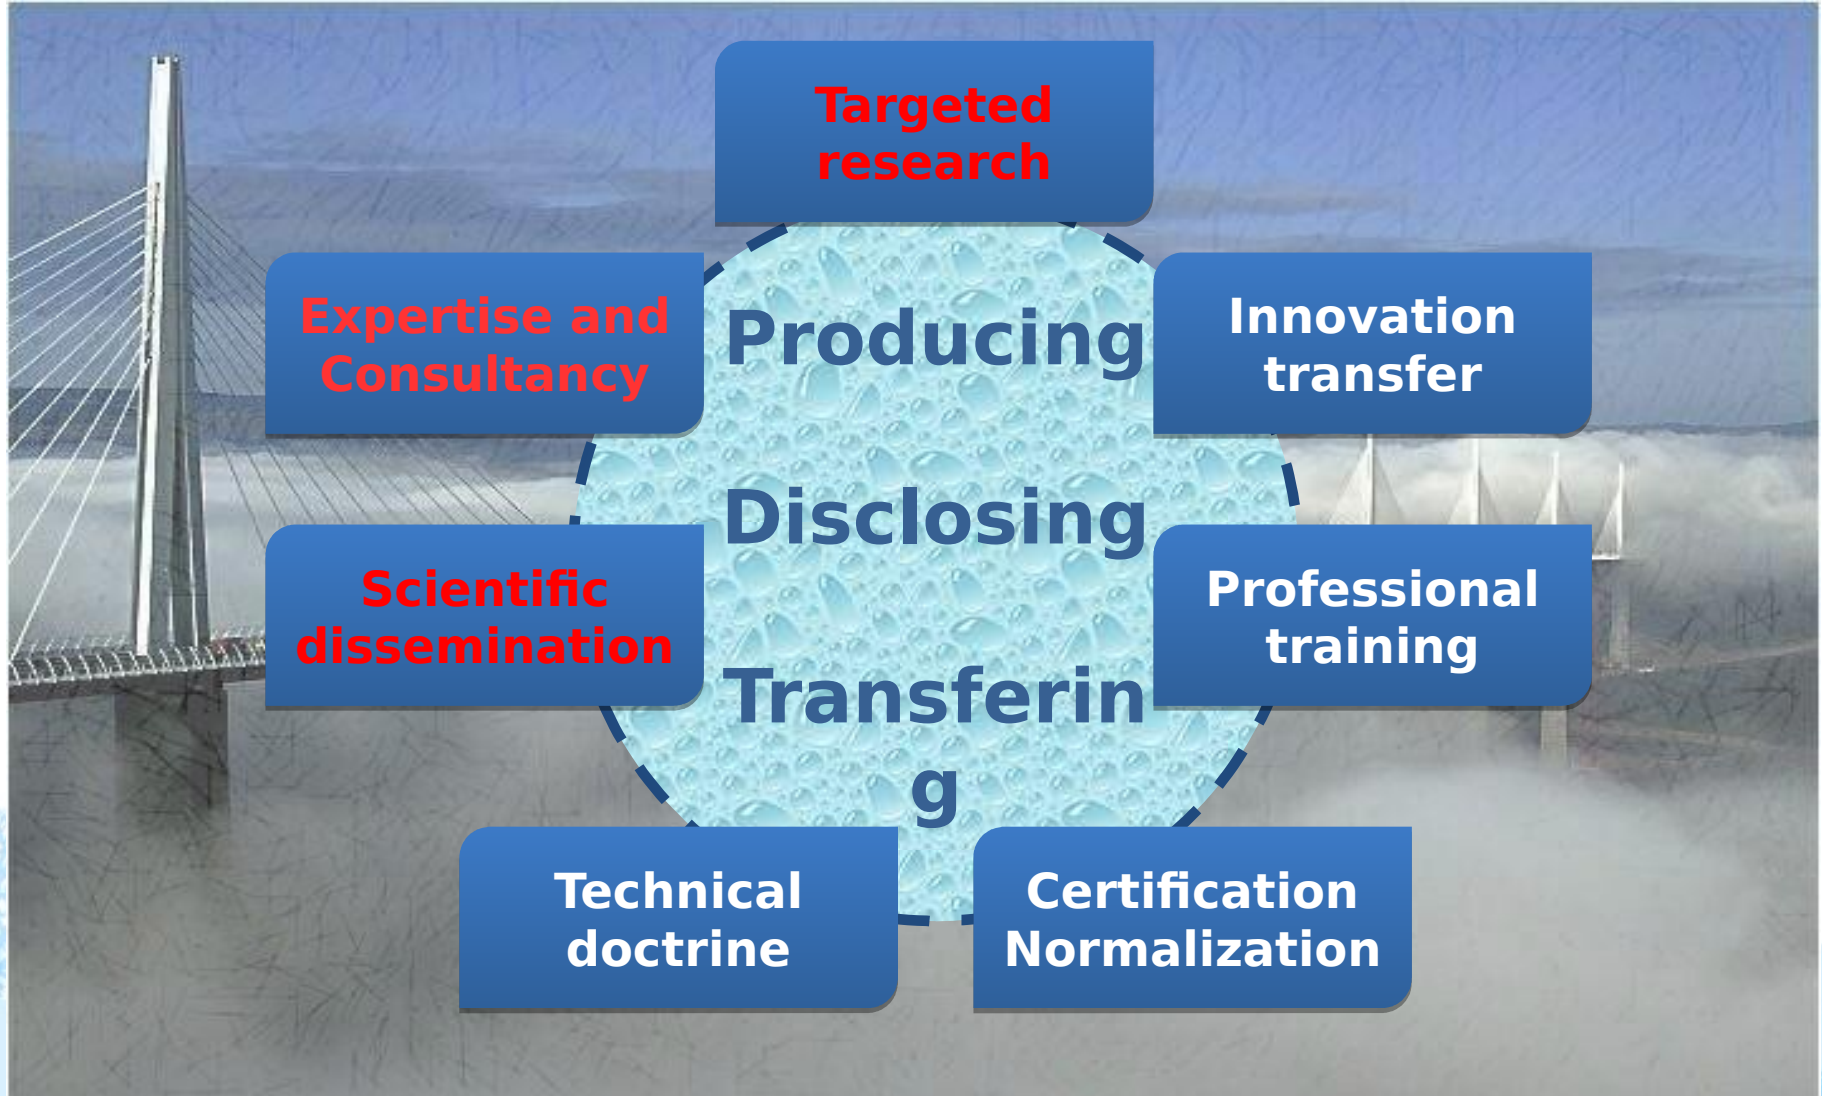 Targeted
research
Expertise and
Consultancy
Producing
Innovation
transfer
Disclosing
Scientific
dissemination
Professional
training
Transferin
g
Technical
doctrine
Certification
Normalization